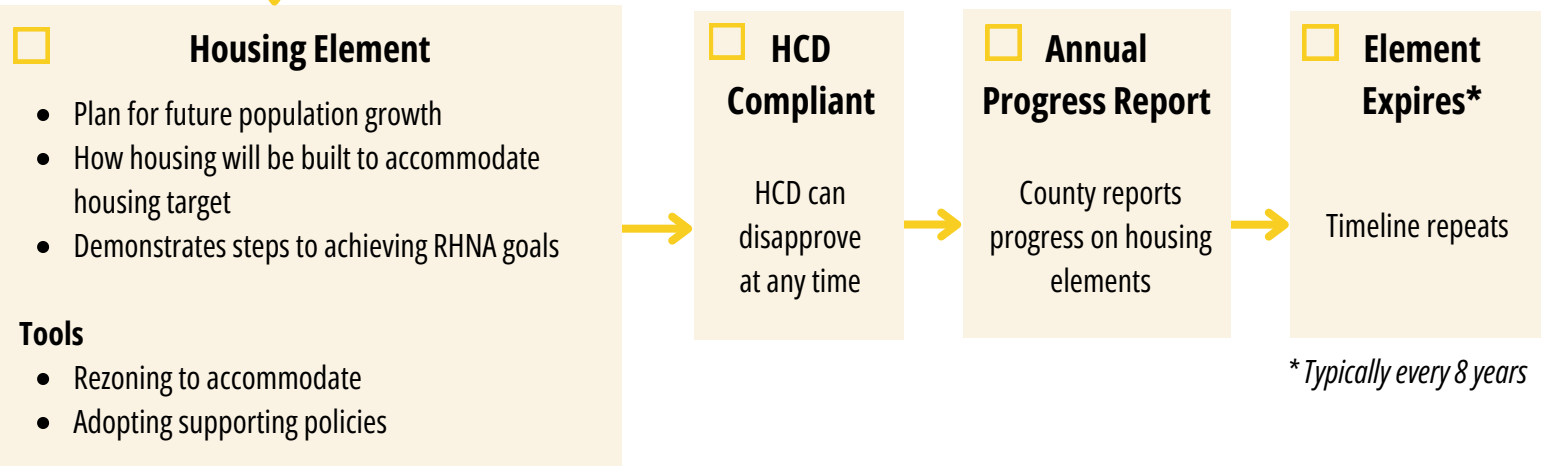 Housing Element
• Plan for future population growth
• How housing will be built to accommodate
housing target
• Demonstrates steps to achieving RHNA goals
Tools
• Rezoning to accommodate
• Adopting supporting policies
HCD
Compliant
HCD can
disapprove
at any time
Annual
Progress Report
County reports
progress on housing
elements
Element
Expires*
Timeline repeats
* Typically every 8 years